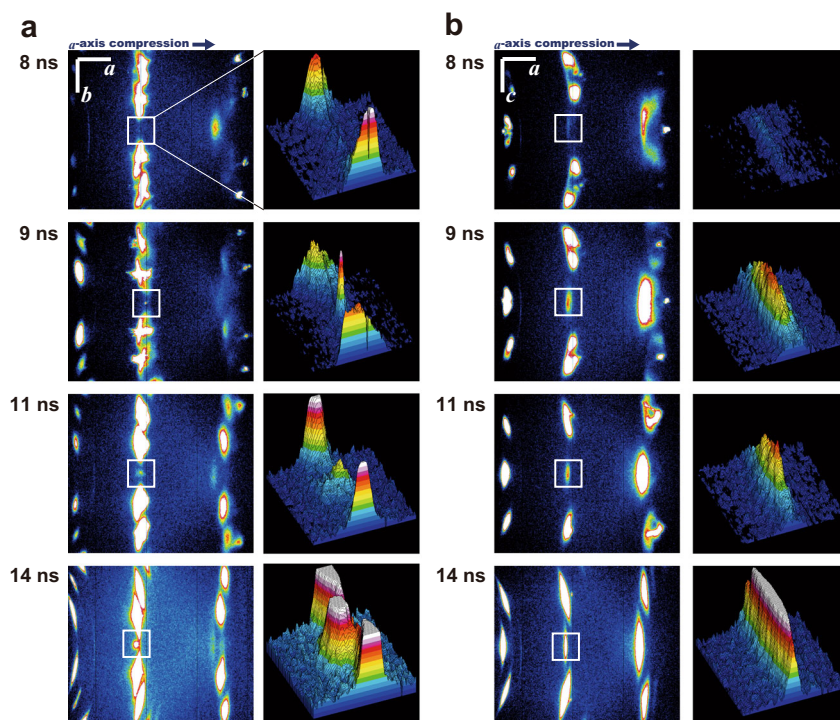 a
a-axis compression
8 ns
a
b
9 ns
11 ns
14 ns
b
a-axis compression
8 ns
a
c
9 ns
11 ns
14 ns